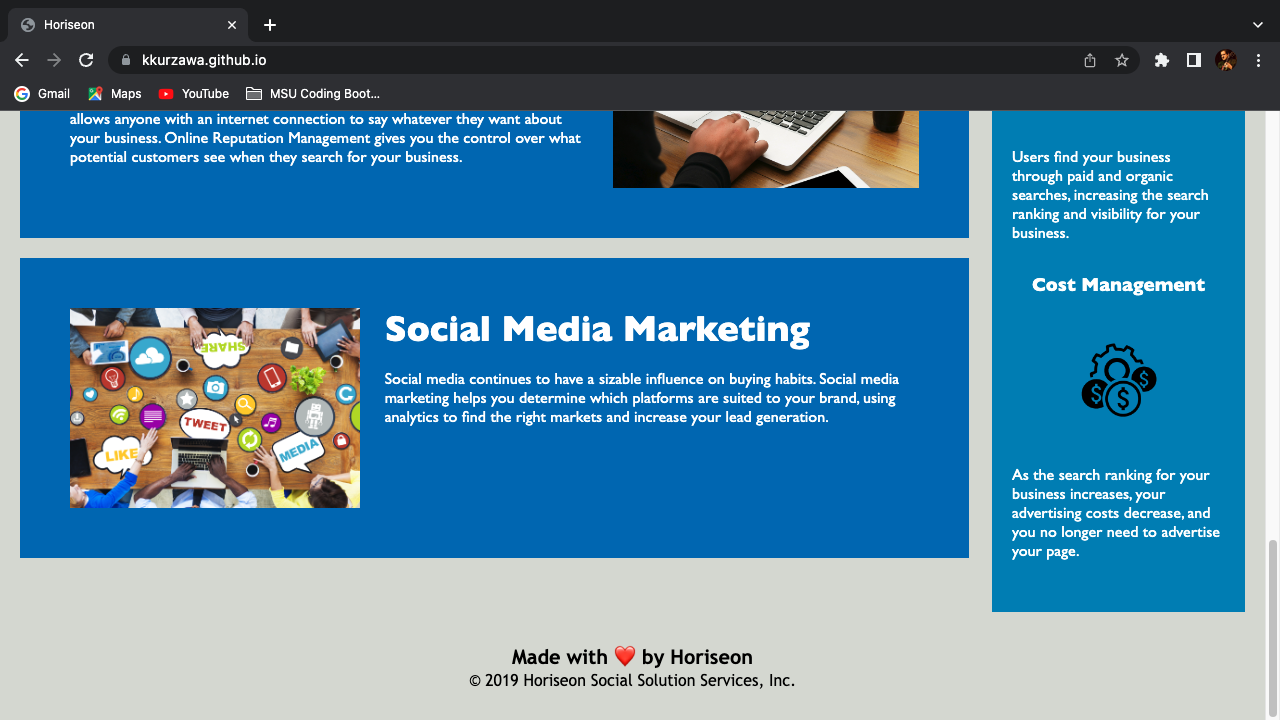 Horiseon
kkurzawa.github.io
Gmail
Maps
YouTube
MSU Coding Boot...
allows anyone with an internet connection to say whatever they want about
your business. Online Reputation Management gives you the control over what
potential customers see when they search for your business.
Social Media Marketing
Social media continues to have a sizable influence on buying habits. Social media
marketing helps you determine which platforms are suited to your brand, using
analytics to find the right markets and increase your lead generation.
SHARE
TWEET
LIKE
MEDIA
Users find your business
through paid and organic
searches, increasing the search
ranking and visibility for your
business.
Cost Management
$ $
$
As the search ranking for your
business increases, your
advertising costs decrease, and
you no longer need to advertise
your page.
Made with ❤️ by Horiseon
© 2019 Horiseon Social Solution Services, Inc.